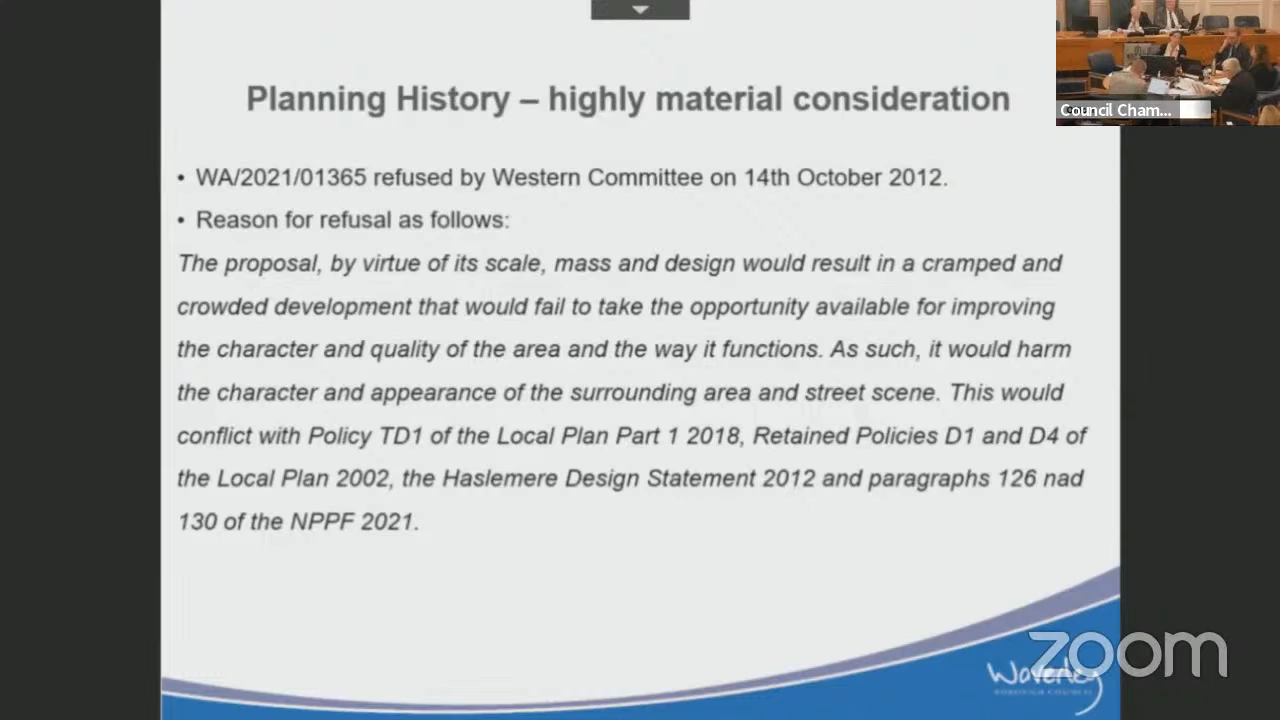 Planning History – highly material consideration
Council Cham...
• WA/2021/01365 refused by Western Committee on 14th October 2012.
• Reason for refusal as follows:
The proposal, by virtue of its scale, mass and design would result in a cramped and
crowded development that would fail to take the opportunity available for improving
the character and quality of the area and the way it functions. As such, it would harm
the character and appearance of the surrounding area and street scene. This would
conflict with Policy TD1 of the Local Plan Part 1 2018, Retained Policies D1 and D4 of
the Local Plan 2002, the Haslemere Design Statement 2012 and paragraphs 126 nad
130 of the NPPF 2021.
zoom
Waverley
BOROUGH COUNCIL